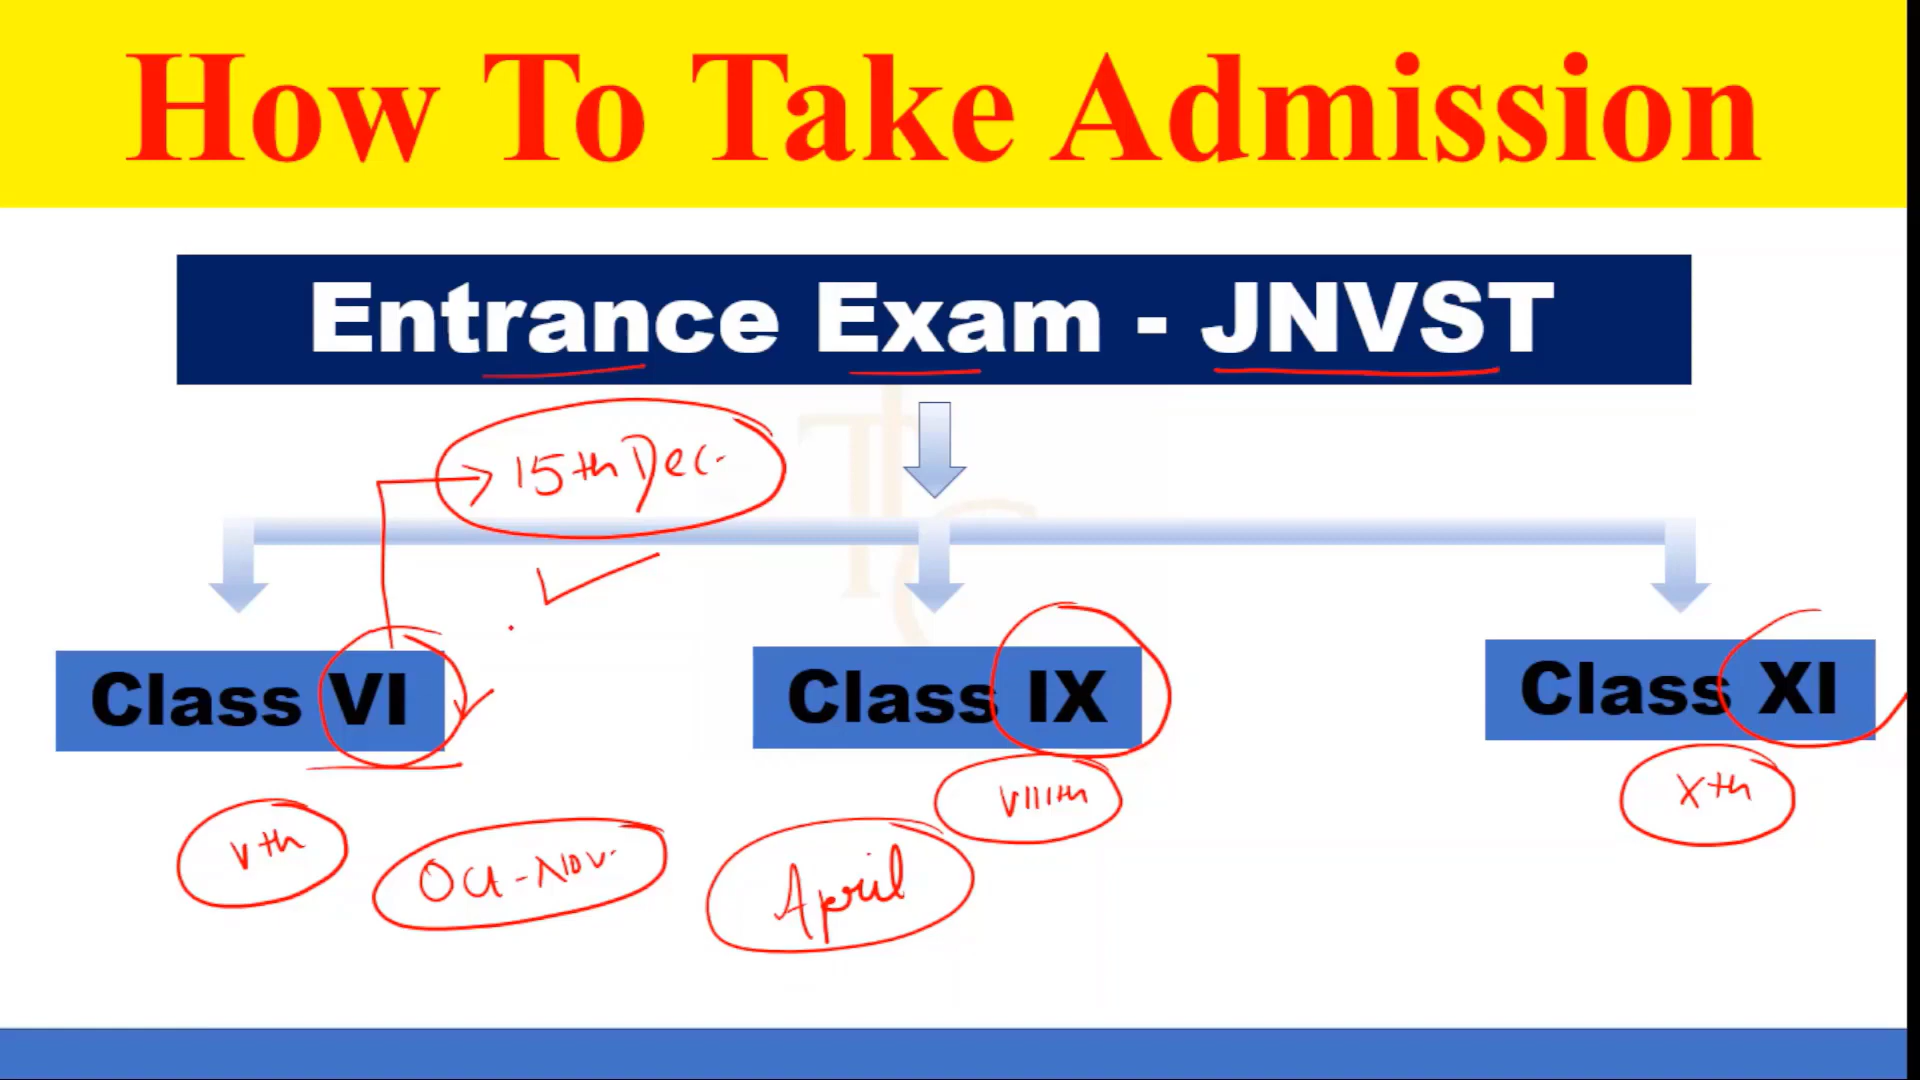 How To Take Admission
Entrance Exam - JNVST
15th Dec.
Class VI
Class IX
Class XI
VIIIth
Xth
Vth
Oct-Nov.
April